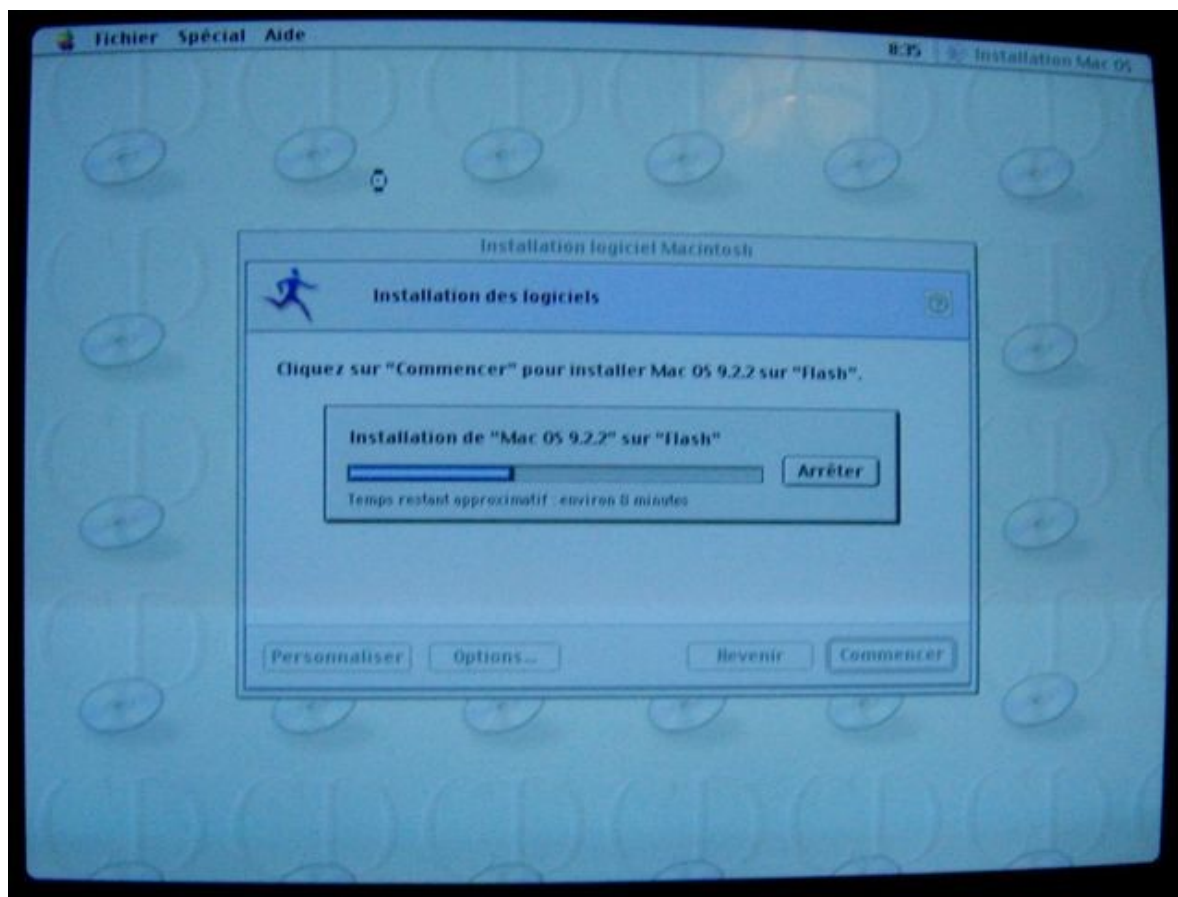 Fichier Spécial Aide 8:35 Installation Mac OS
Installation logiciel Macintosh
Installation des logiciels
Cliquez sur "Commencer" pour installer Mac OS 9.2.2 sur "Flash".
Installation de "Mac OS 9.2.2" sur "Flash"
Arrêter
Temps restant approximatif : environ 8 minutes
Personnaliser Options... Revenir Commencer